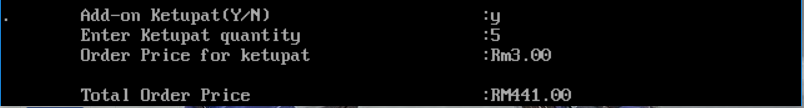 . Add-on Ketupat(Y/N) :y
Enter Ketupat quantity :5
Order Price for ketupat :Rm3.00
Total Order Price :RM441.00